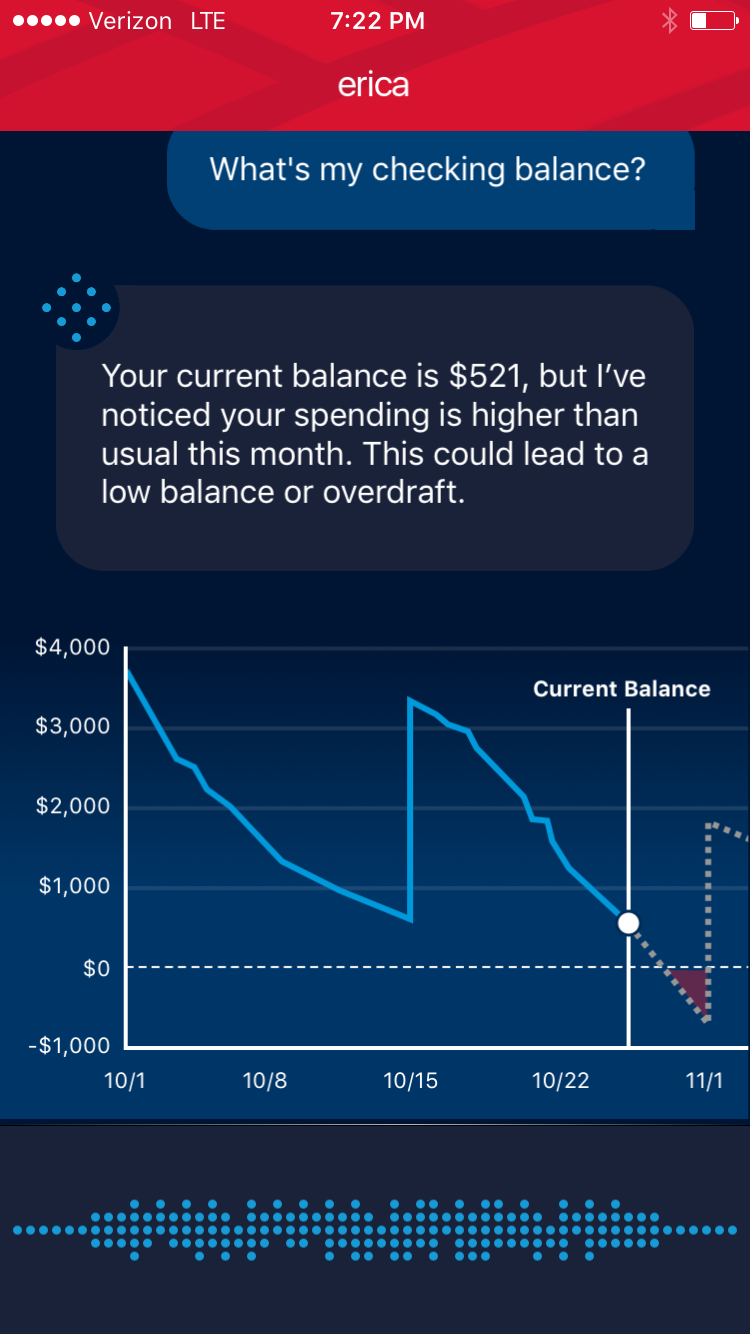 Verizon LTE 7:22 PM
erica
What's my checking balance?
Your current balance is $521, but I’ve
noticed your spending is higher than
usual this month. This could lead to a
low balance or overdraft.
$4,000
Current Balance
$3,000
$2,000
$1,000
$0
-$1,000
10/1 10/8 10/15 10/22 11/1